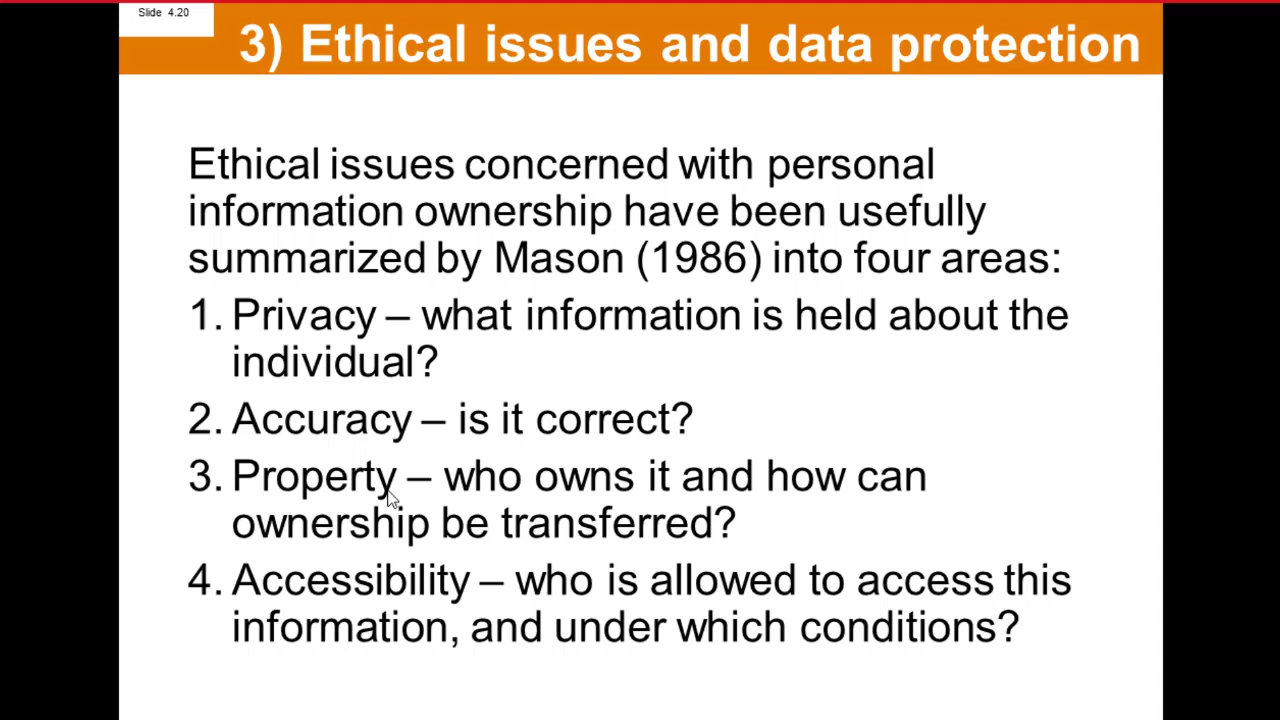 Slide 4.20
3) Ethical issues and data protection
Ethical issues concerned with personal
information ownership have been usefully
summarized by Mason (1986) into four areas:
1. Privacy – what information is held about the
individual?
2. Accuracy – is it correct?
3. Property – who owns it and how can
ownership be transferred?
4. Accessibility – who is allowed to access this
information, and under which conditions?